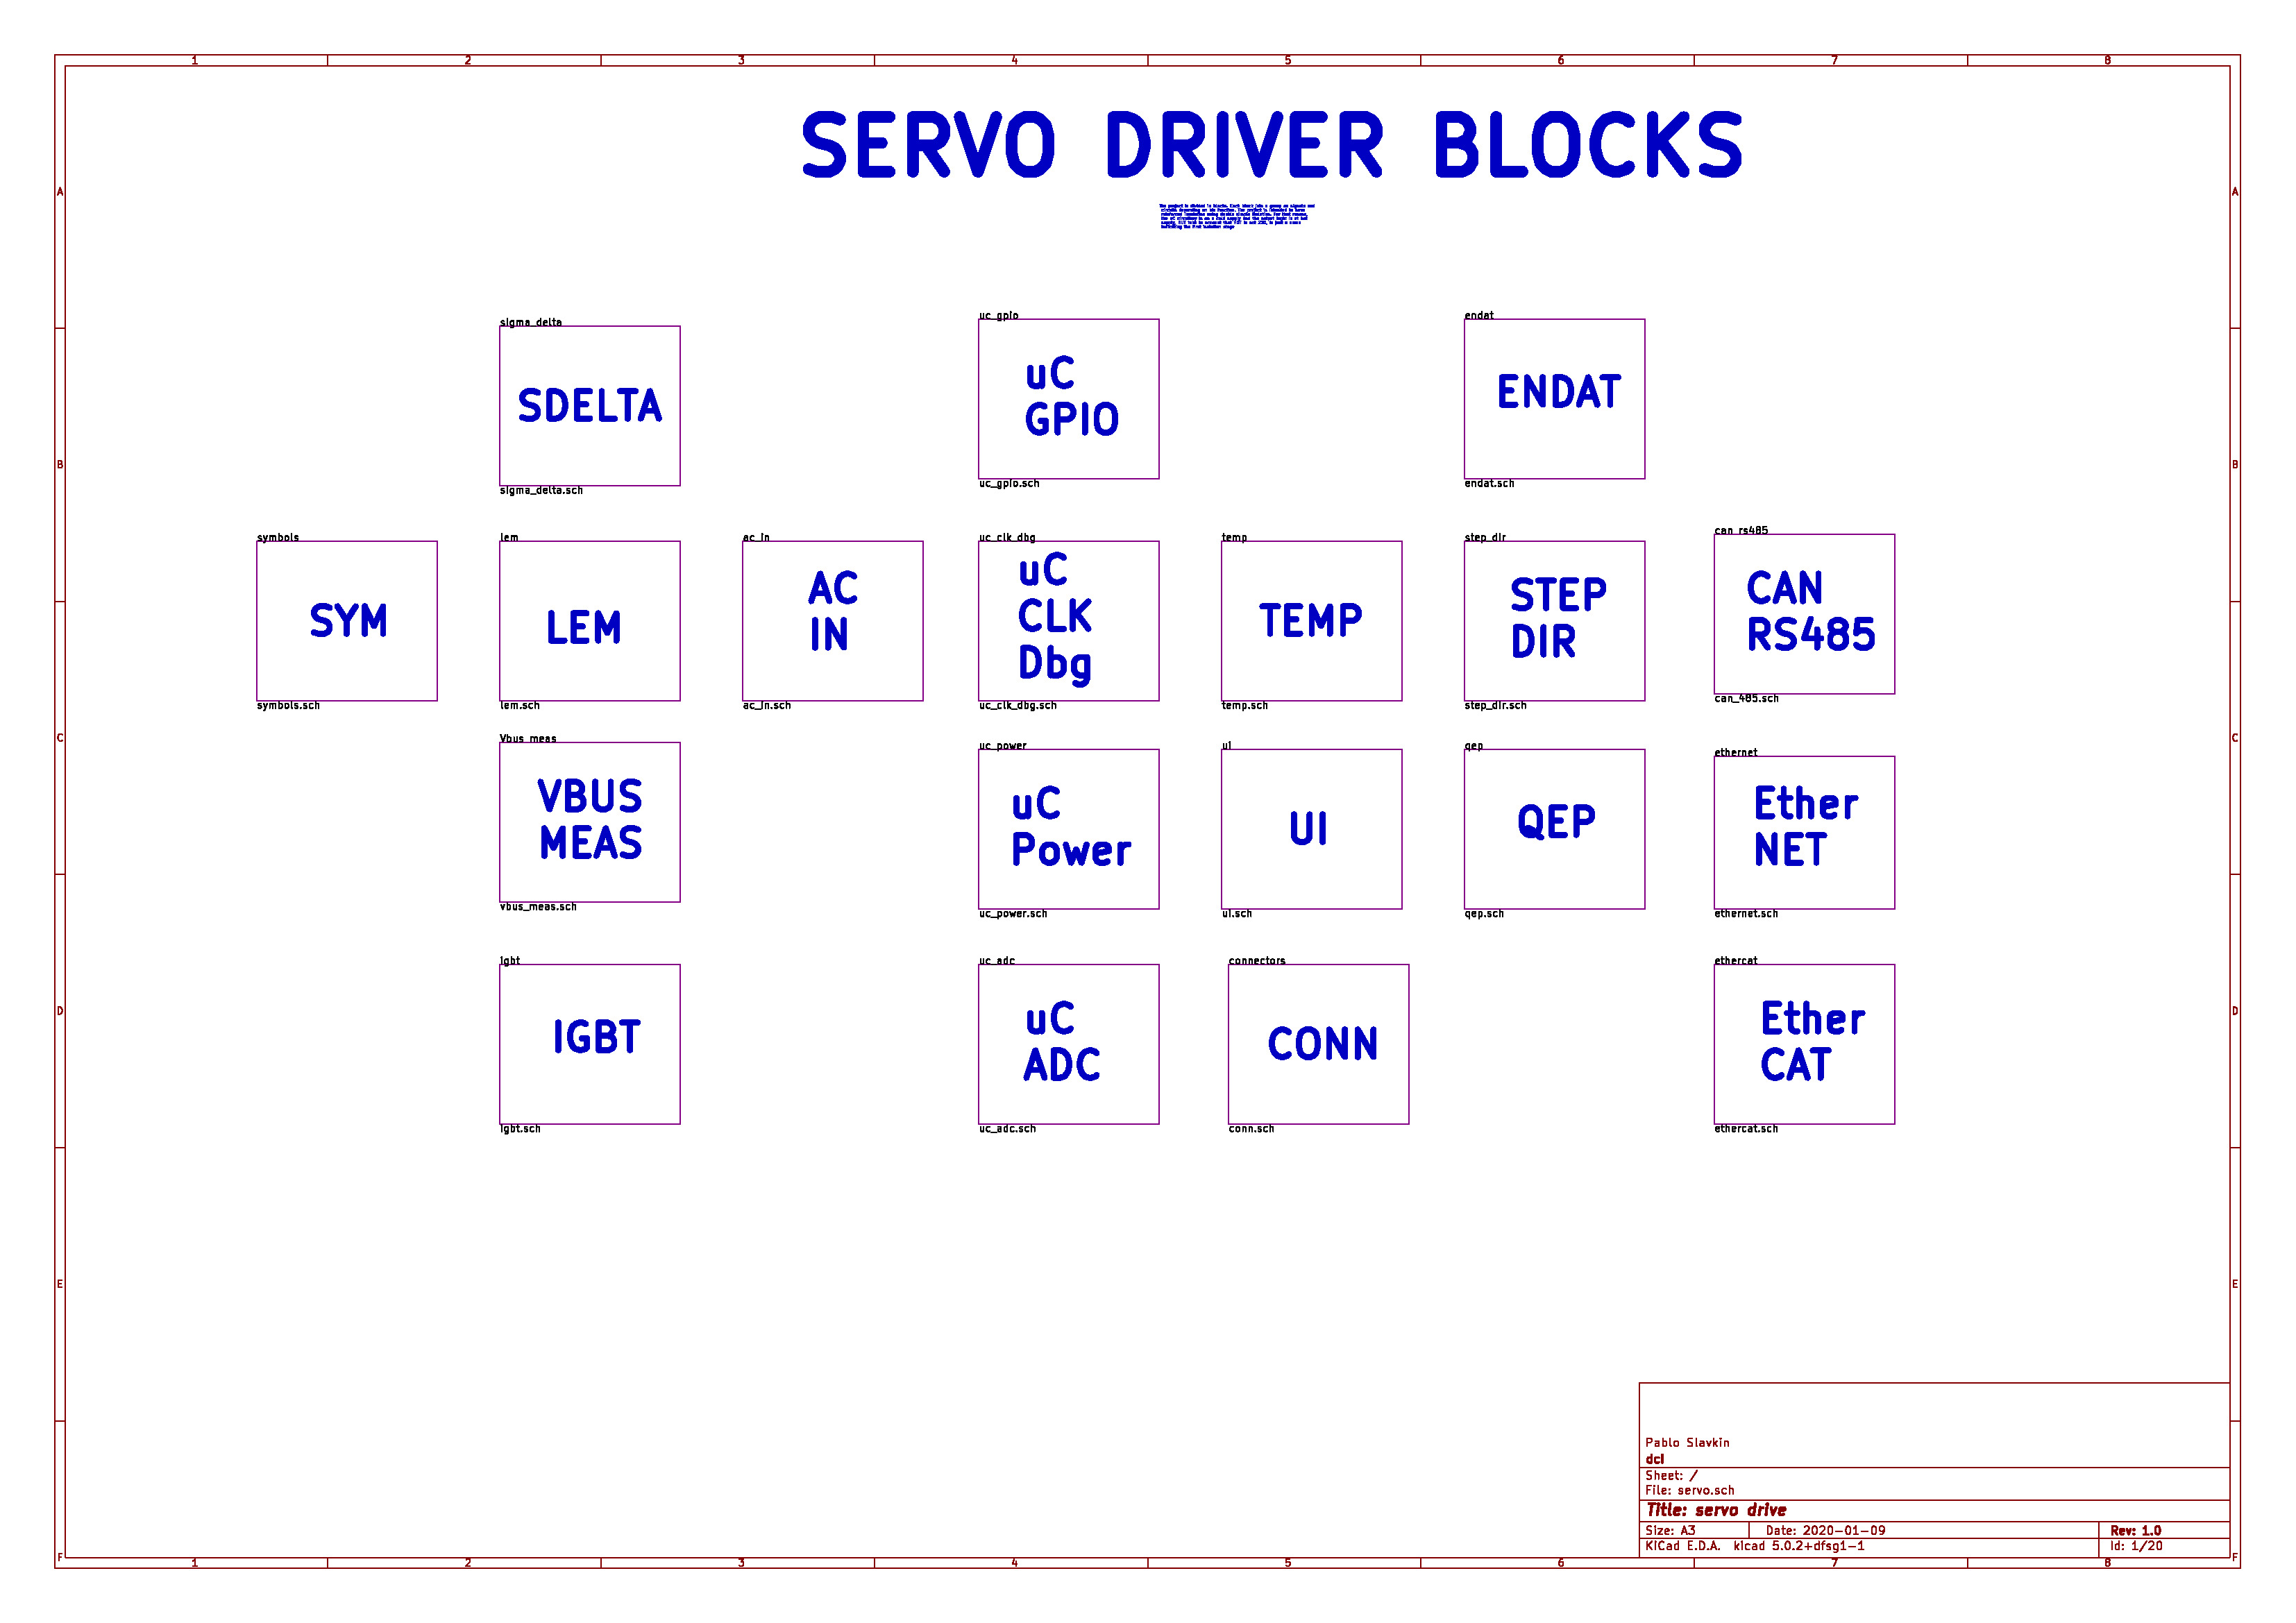 1 2 3 4 5 6 7 8
SERVO DRIVER BLOCKS
A A
sigma_delta
SDELTA
sigma_delta.sch
uc_gpio
uC
GPIO
uc_gpio.sch
endat
ENDAT
endat.sch
B B
symbols
SYM
symbols.sch
lem
LEM
lem.sch
ac_in
AC
IN
ac_in.sch
uc_clk_dbg
uC
CLK
Dbg
uc_clk_dbg.sch
temp
TEMP
temp.sch
step_dir
STEP
DIR
step_dir.sch
can_rs485
CAN
RS485
can_485.sch
C C
Vbus_meas
VBUS
MEAS
vbus_meas.sch
uc_power
uC
Power
uc_power.sch
ui
UI
ui.sch
qep
QEP
qep.sch
ethernet
Ether
NET
ethernet.sch
D D
igbt
IGBT
igbt.sch
uc_adc
uC
ADC
uc_adc.sch
connectors
CONN
conn.sch
ethercat
Ether
CAT
ethercat.sch
E E
Pablo Slavkin
dci
Sheet: /
File: servo.sch
Title: servo drive
Size: A3 Date: 2020-01-09 Rev: 1.0
KiCad E.D.A. kicad 5.0.2+dfsg1-1 Id: 1/20
F F
1 2 3 4 5 6 7 8